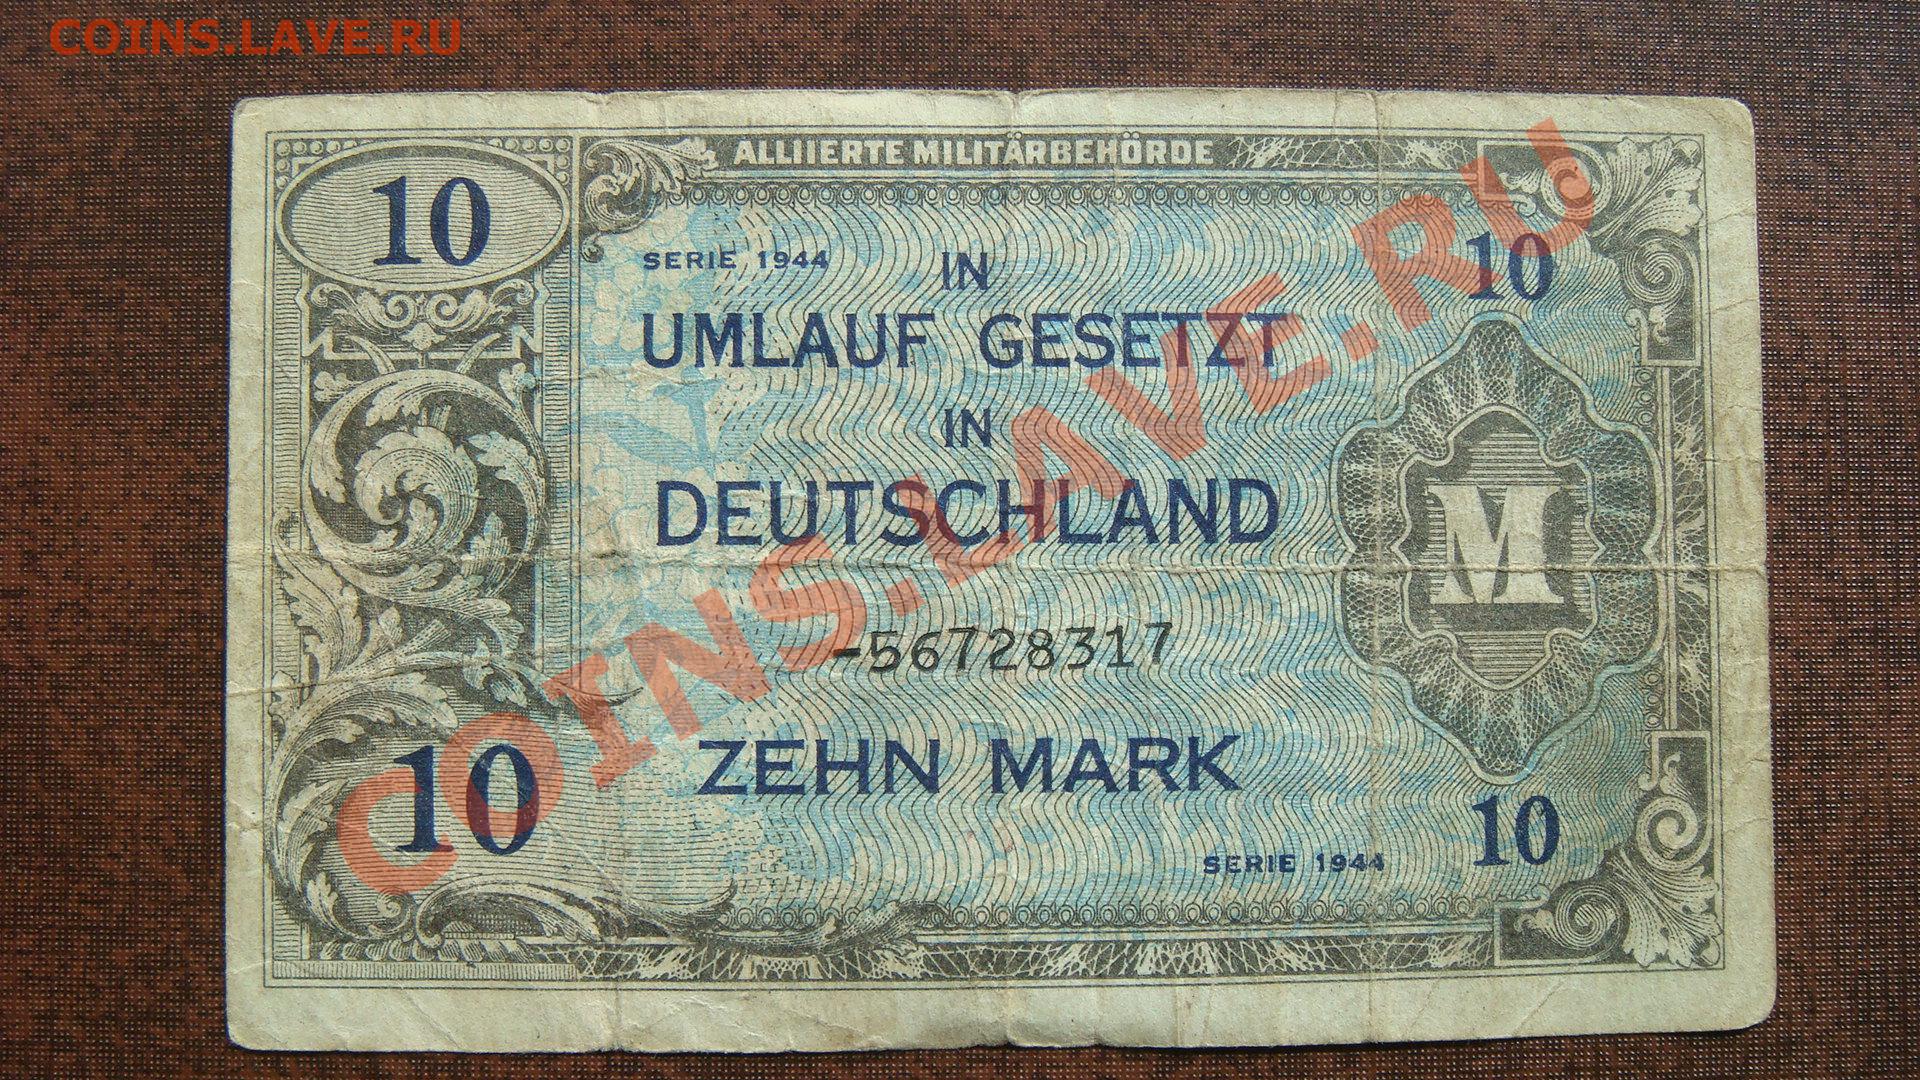 COINS.LAVE.RU
ALLIIERTE MILITÄRBEHÖRDE
10
SERIE 1944
IN
10
UMLAUF GESETZT
IN
DEUTSCHLAND
M
-56728317
ZEHN MARK
10
10
SERIE 1944
COINS.LAVE.RU